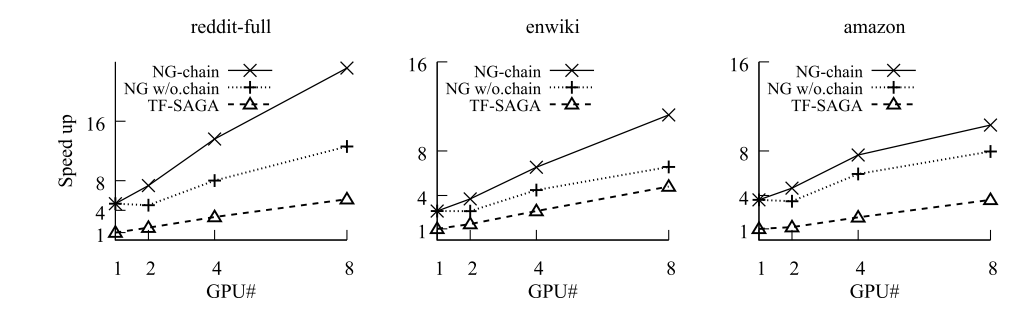 reddit-full
Speed up
16
8
4
1
NG-chain
NG w/o.chain
TF-SAGA
1 2 4 8
GPU#
enwiki
16
8
4
1
NG-chain
NG w/o.chain
TF-SAGA
1 2 4 8
GPU#
amazon
16
8
4
1
NG-chain
NG w/o.chain
TF-SAGA
1 2 4 8
GPU#